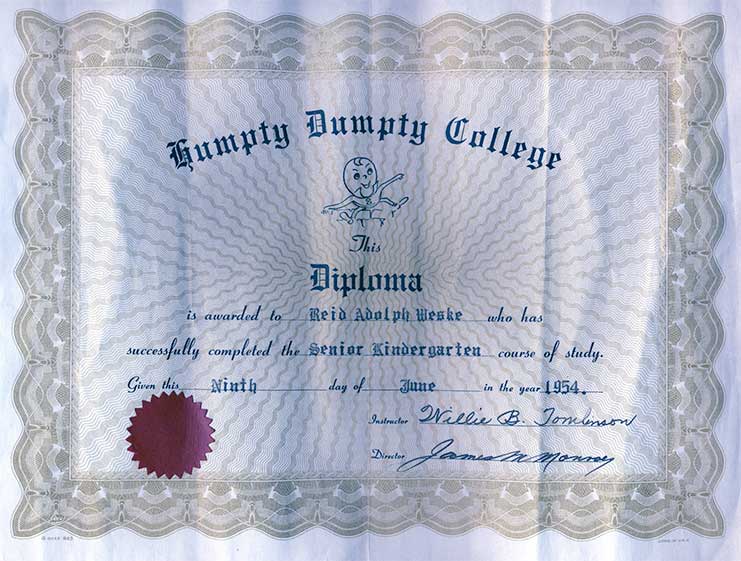 Humpty Dumpty College
This
Diploma
is awarded to Reid Adolph Weske who has
successfully completed the Senior Kindergarten course of study.
Given this Ninth day of June in the year 1954.
Instructor Willie B. Tomlinson
Director James M Monroe